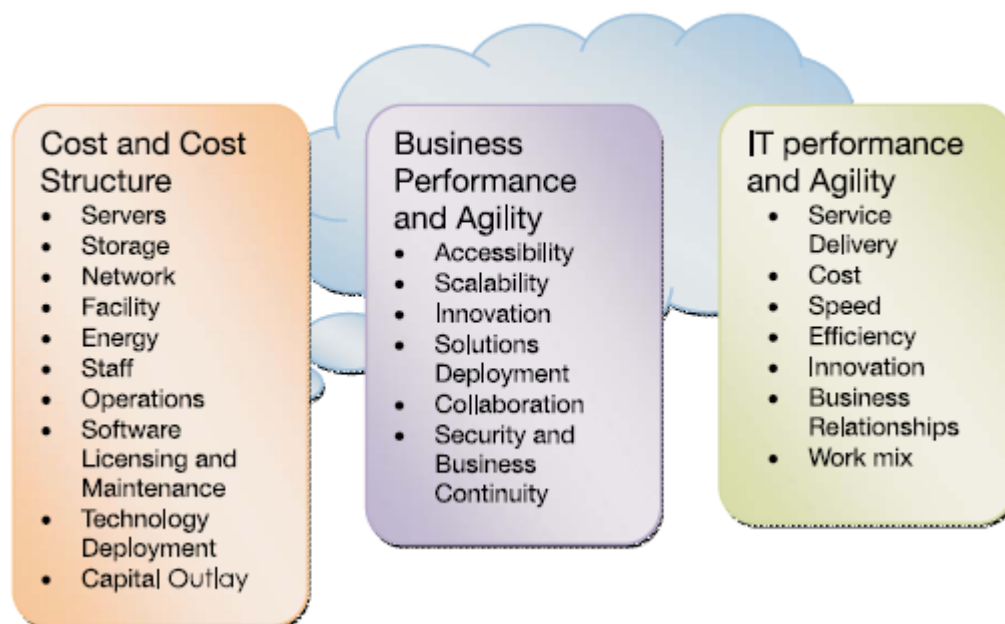 Cost and Cost
Structure
• Servers
• Storage
• Network
• Facility
• Energy
• Staff
• Operations
• Software
Licensing and
Maintenance
• Technology
Deployment
• Capital Outlay
Business
Performance
and Agility
• Accessibility
• Scalability
• Innovation
• Solutions
Deployment
• Collaboration
• Security and
Business
Continuity
IT performance
and Agility
• Service
Delivery
• Cost
• Speed
• Efficiency
• Innovation
• Business
Relationships
• Work mix